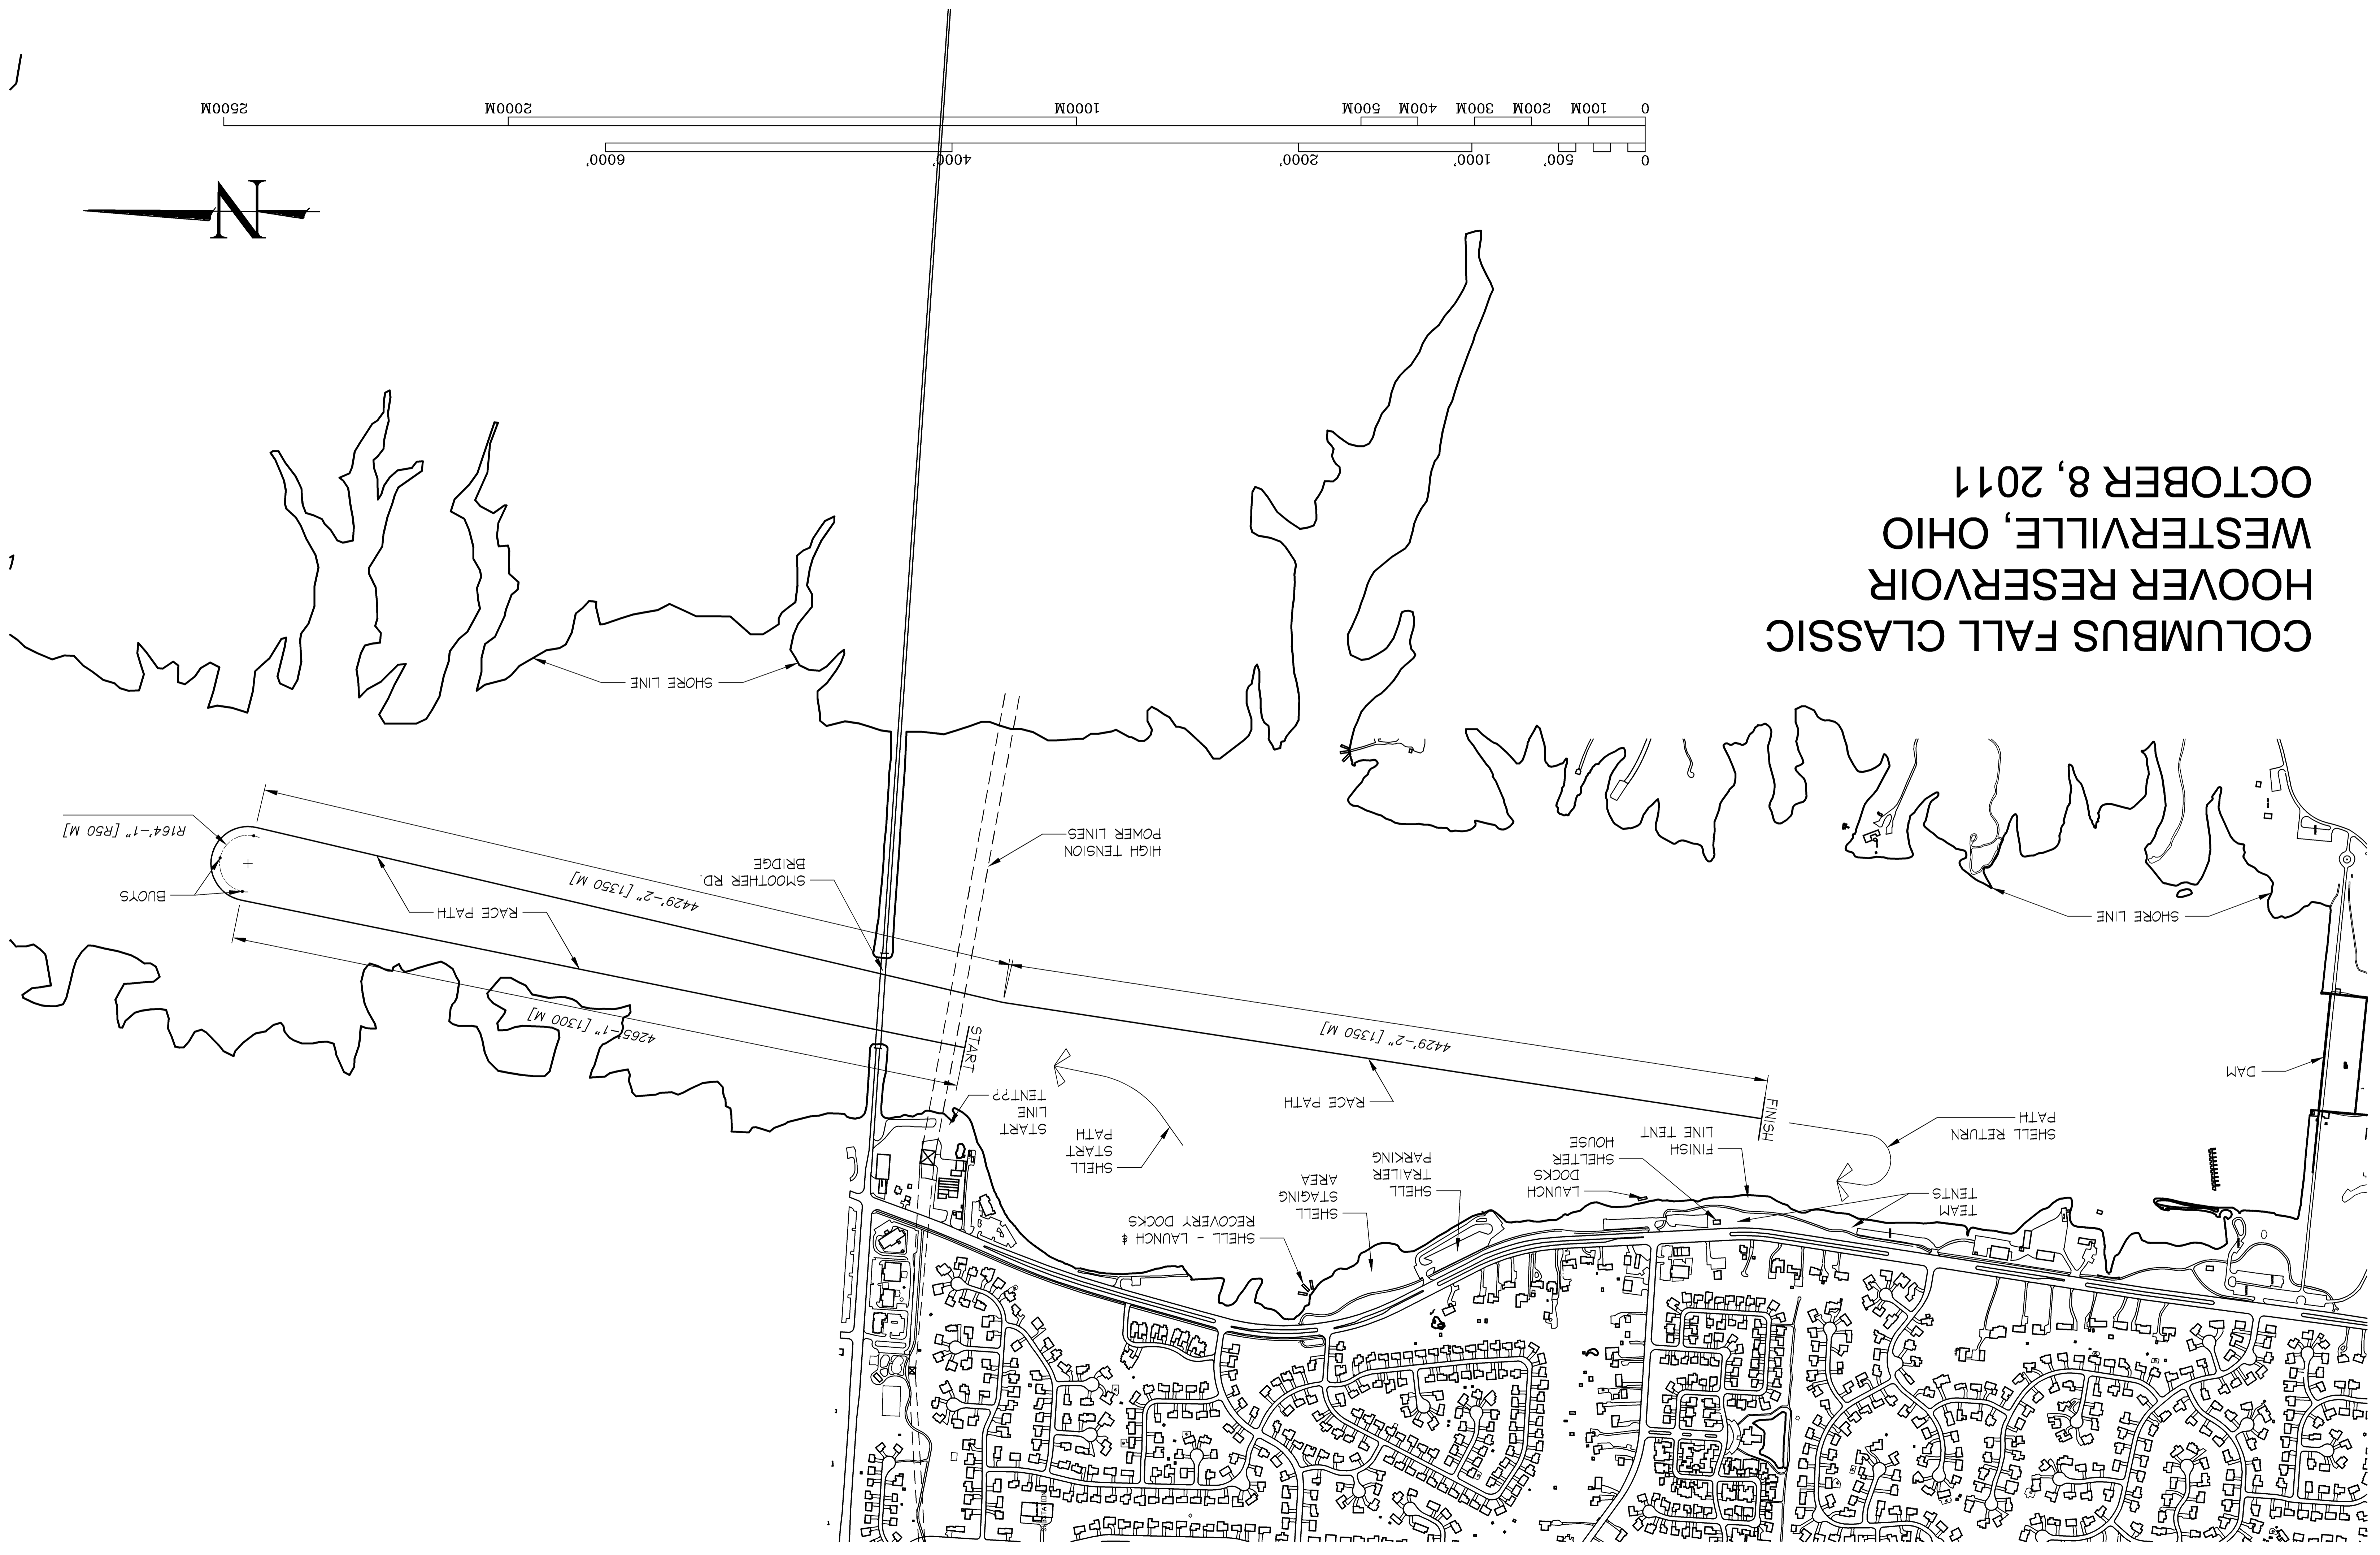 COLUMBUS FALL CLASSIC
HOOVER RESERVOIR
WESTERVILLE, OHIO
OCTOBER 8, 2011
SUBSTATION
SHELL - LAUNCH &
RECOVERY DOCKS
SHELL
STAGING
AREA
SHELL
TRAILER
PARKING
LAUNCH
DOCKS
SHELTER
HOUSE
FINISH
LINE TENT
TEAM
TENTS
SHELL RETURN
PATH
SHELL
START
PATH
START
LINE
TENT??
START
FINISH
RACE PATH
4429'-2" [1350 M]
DAM
4265'-1" [1300 M]
RACE PATH
BUOYS
R164'-1" [R50 M]
4429'-2" [1350 M]
SMOOTHER RD.
BRIDGE
HIGH TENSION
POWER LINES
SHORE LINE
SHORE LINE
N
0
500'
1000'
2000'
4000'
6000'
0
100M
200M
300M
400M
500M
1000M
2000M
2500M